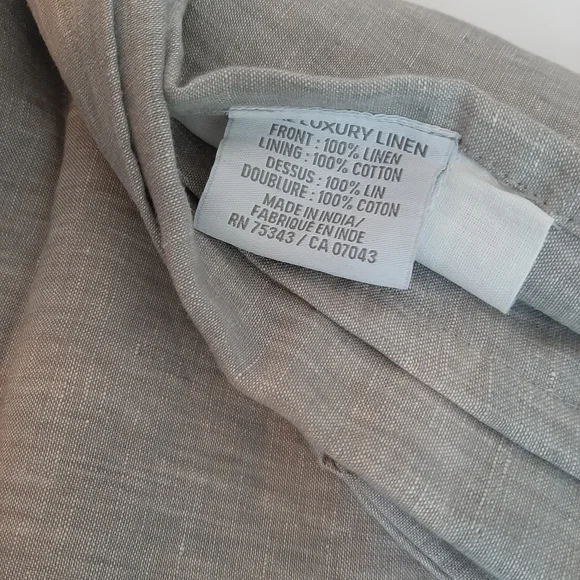 LUXURY LINEN
FRONT : 100% LINEN
LINING : 100% COTTON
DESSUS : 100% LIN
DOUBLURE : 100% COTON
MADE IN INDIA/
FABRIQUÉ EN INDE
RN 75343 / CA 07043